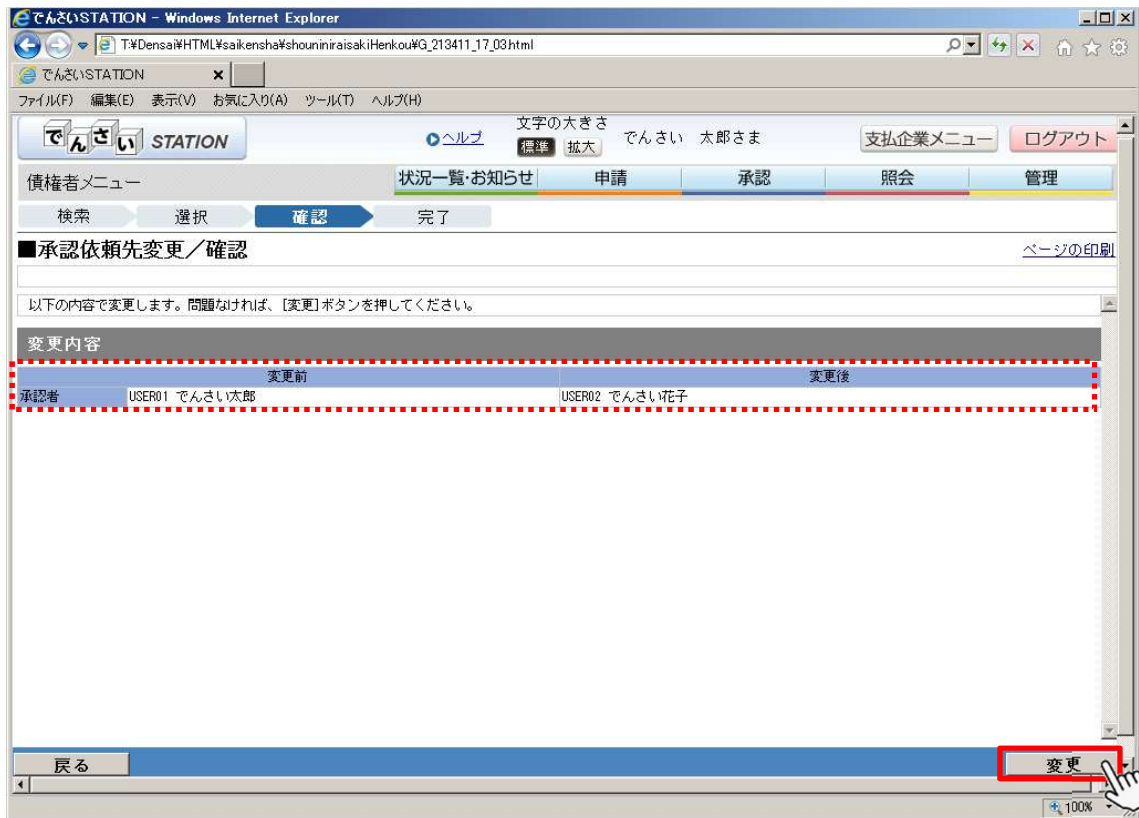 でんさいSTATION - Windows Internet Explorer
T:¥Densai¥HTML¥saikensha¥shouniniraisakiHenkou¥G_213411_17_03.html
でんさいSTATION
ファイル(F) 編集(E) 表示(V) お気に入り(A) ツール(T) ヘルプ(H)
でんさい STATION
ヘルプ
文字の大きさ
標準 拡大
でんさい 太郎さま
支払企業メニュー
ログアウト
債権者メニュー
状況一覧・お知らせ 申請 承認 照会 管理
検索 選択 確認 完了
■承認依頼先変更／確認
ページの印刷
以下の内容で変更します。問題なければ、[変更]ボタンを押してください。
変更内容
変更前 変更後
承認者 USER01 でんさい太郎 USER02 でんさい花子
戻る 変更
100%